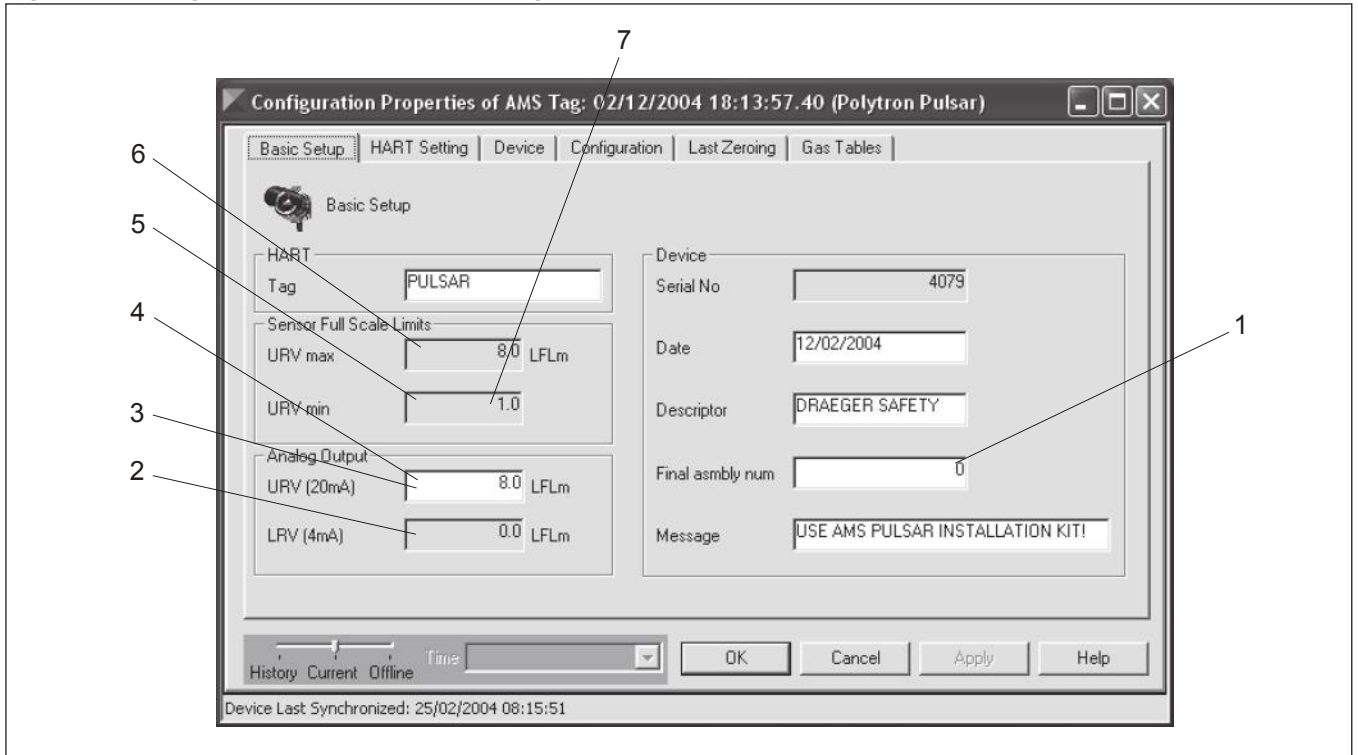 7
Configuration Properties of AMS Tag: 02/12/2004 18:13:57.40 (Polytron Pulsar)
Basic Setup HART Setting Device Configuration Last Zeroing Gas Tables
6
Basic Setup
5
HART
Tag PULSAR
4
Sensor Full Scale Limits
URV max 8.0 LFLm
URV min 1.0
3
Analog Output
URV (20mA) 8.0 LFLm
2
LRV (4mA) 0.0 LFLm
Device
Serial No 4079
1
Date 12/02/2004
Descriptor DRAEGER SAFETY
Final asmbly num 0
Message USE AMS PULSAR INSTALLATION KIT!
History Current Offline Time OK Cancel Apply Help
Device Last Synchronized: 25/02/2004 08:15:51